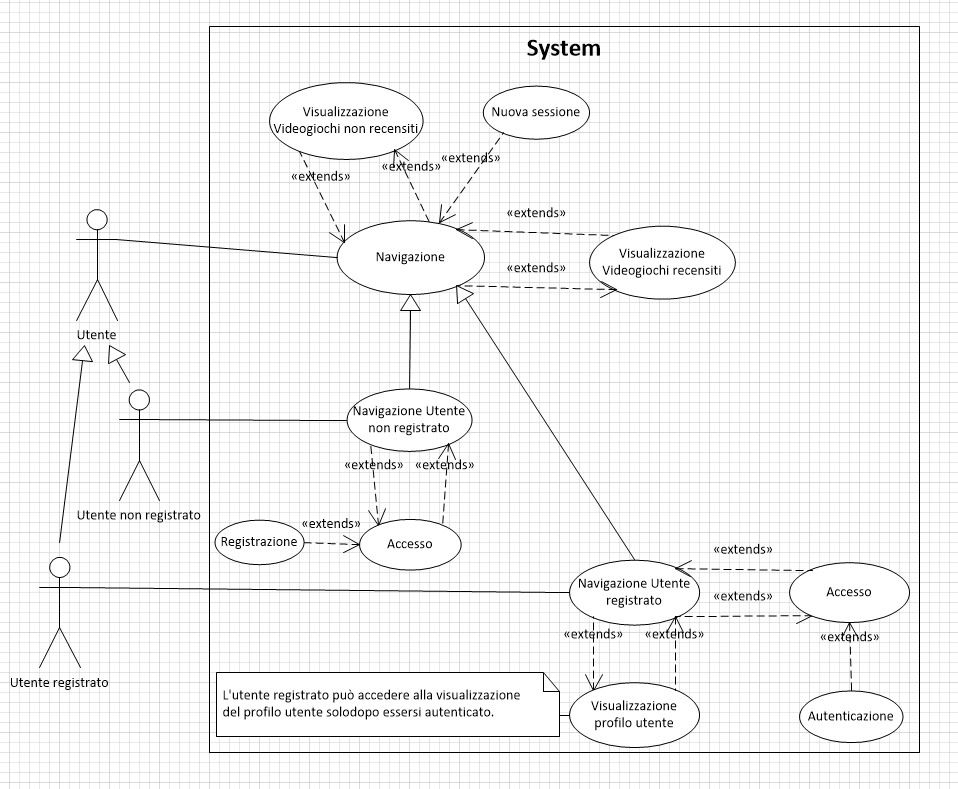 System
Visualizzazione
Videogiochi non recensiti
Nuova sessione
«extends»
«extends»
«extends»
«extends»
Navigazione
Visualizzazione
Videogiochi recensiti
«extends»
Utente
Navigazione Utente
non registrato
«extends»
«extends»
Utente non registrato
«extends»
Registrazione
Accesso
«extends»
Navigazione Utente
registrato
Accesso
«extends»
«extends»
«extends»
«extends»
Utente registrato
L'utente registrato può accedere alla visualizzazione
del profilo utente solodopo essersi autenticato.
Visualizzazione
profilo utente
Autenticazione